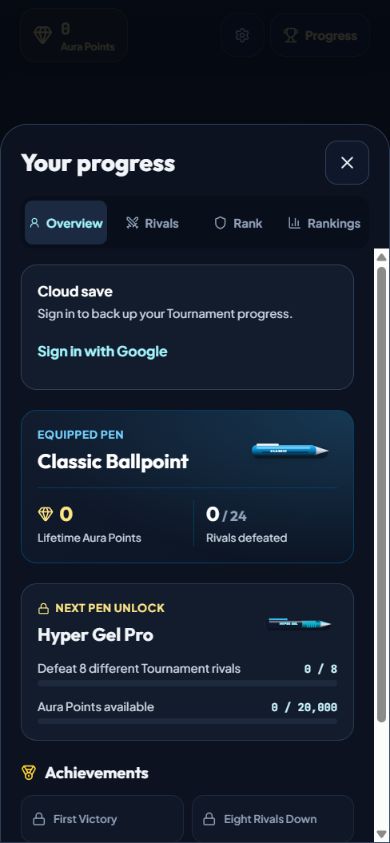 0
Aura Points
Progress
Your progress
Overview
Rivals
Rank
Rankings
Cloud save
Sign in to back up your Tournament progress.
Sign in with Google
EQUIPPED PEN
Classic Ballpoint
0
Lifetime Aura Points
0 / 24
Rivals defeated
NEXT PEN UNLOCK
Hyper Gel Pro
HYPER GEL
Defeat 8 different Tournament rivals
0 / 8
Aura Points available
0 / 20,000
Achievements
First Victory
Eight Rivals Down